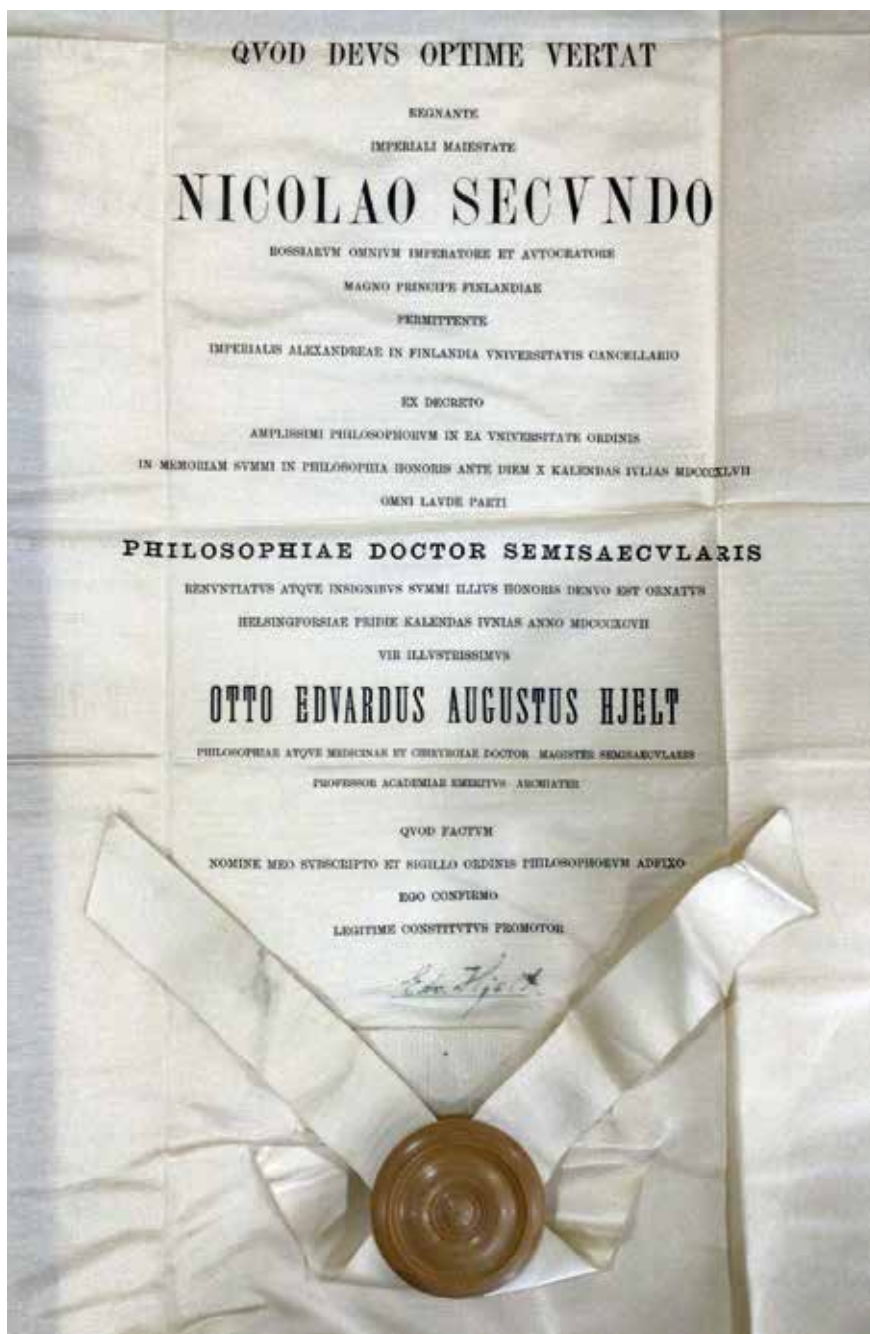 QVOD DEVS OPTIME VERTAT
REGNANTE
IMPERIALI MAIESTATE
NICOLAO SECVNDO
ROSSIARVM OMNIVM IMPERATORE ET AVTOCRATORE
MAGNO PRINCIPE FINLANDIAE
PERMITTENTE
IMPERIALIS ALEXANDREAE IN FINLANDIA VNIVERSITATIS CANCELLARIO
EX DECRETO
AMPLISSIMI PHILOSOPHORVM IN EA VNIVERSITATE ORDINIS
IN MEMORIAM SVMMI IN PHILOSOPHIA HONORIS ANTE DIEM X KALENDAS IVLIAS MDCCCXLVII
OMNI LAVDE PARTI
PHILOSOPHIAE DOCTOR SEMISAECVLARIS
RENVNTIATVS ATQVE INSIGNIBVS SVMMI ILLIVS HONORIS DENVO EST ORNATVS
HELSINGFORSIAE PRIDIE KALENDAS IVNIAS ANNO MDCCCXCVII
VIR ILLVSTRISSIMVS
OTTO EDVARDUS AUGUSTUS HJELT
PHILOSOPHIAE ATQVE MEDICINAE ET CHIRVRGIAE DOCTOR MAGISTER SEMISAECVLARIS
PROFESSOR ACADEMIAE EMERITVS ARCHIATER
QVOD FACTVM
NOMINE MEO SVBSCRIPTO ET SIGILLO ORDINIS PHILOSOPHORVM ADFIXO
EGO CONFIRMO
LEGITIME CONSTITVTVS PROMOTOR
Edv. Hjelt